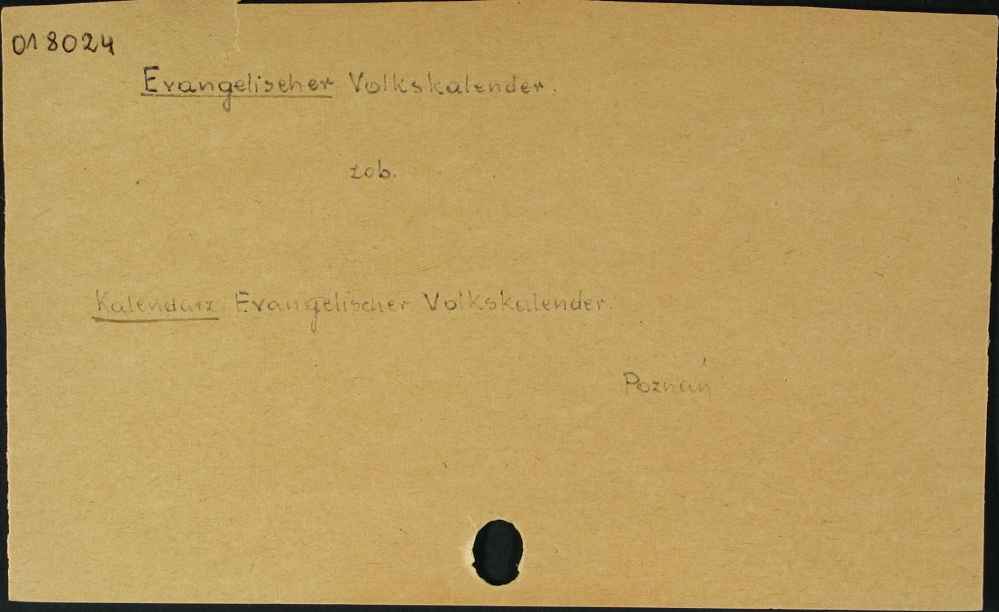 018024
Evangelischer Volkskalender.
zob.
Kalendarz Evangelischer Volkskalender.
Poznań